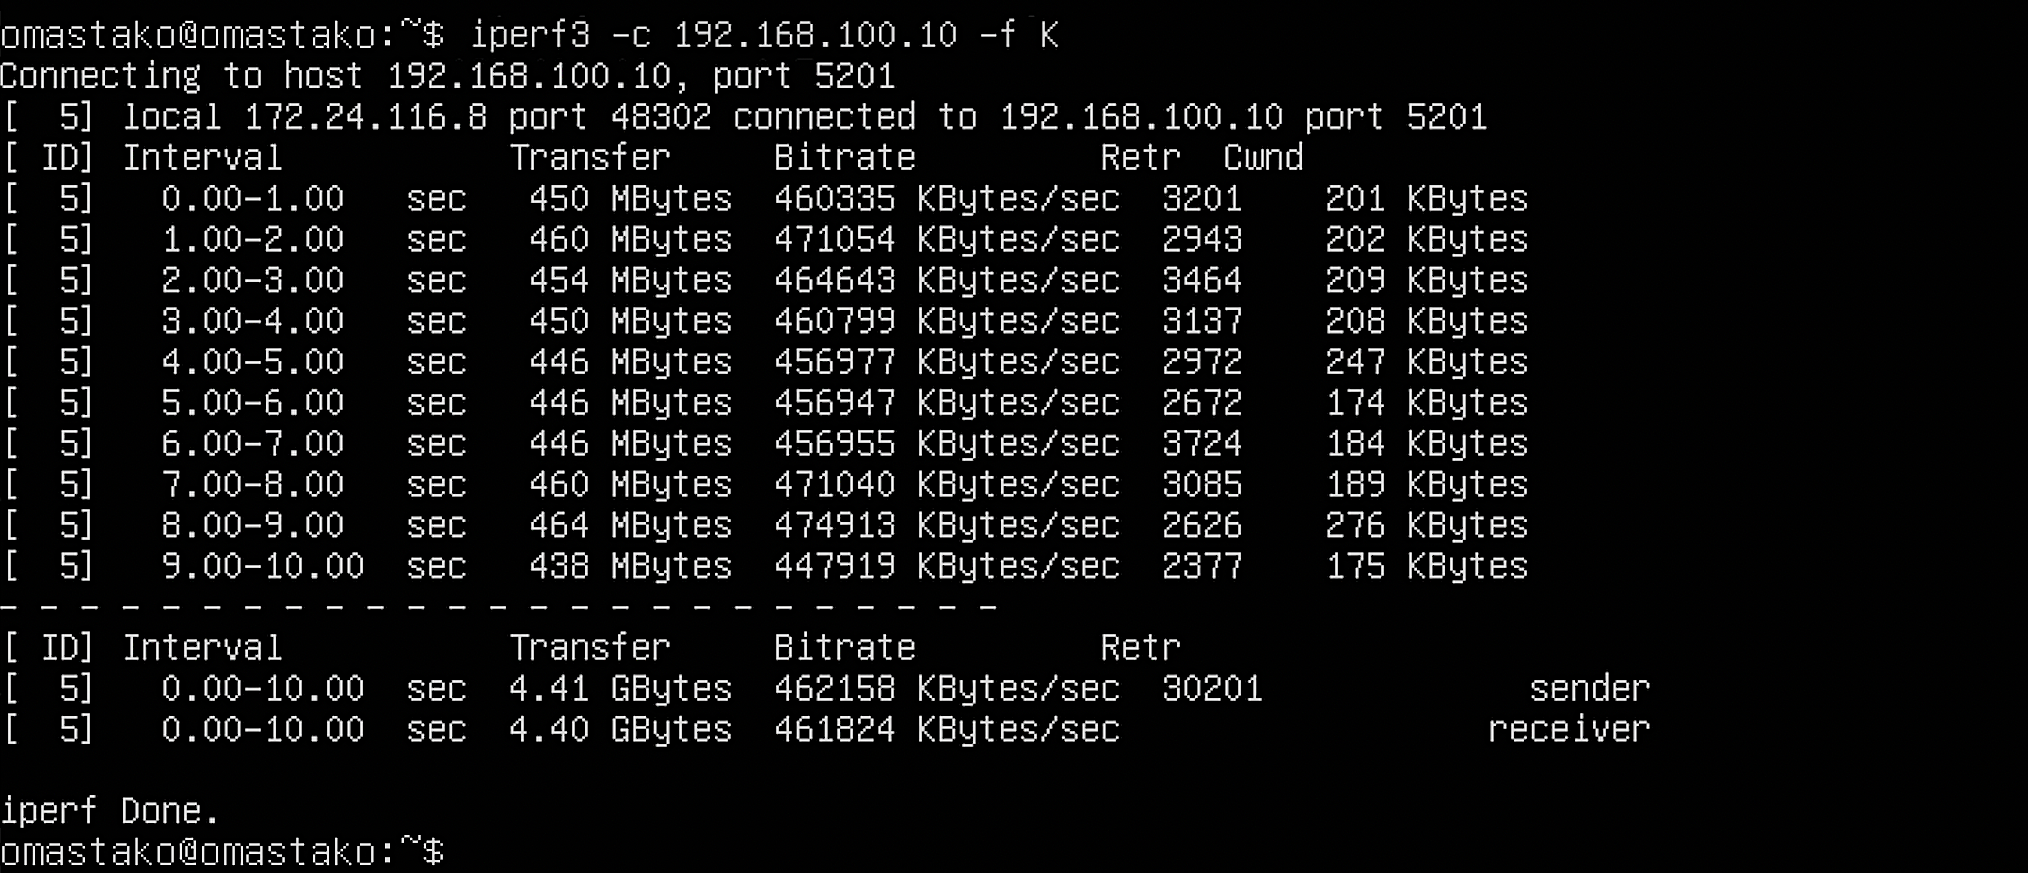 omastako@omastako:~$ iperf3 -c 192.168.100.10 -f K
Connecting to host 192.168.100.10, port 5201
[  5] local 172.24.116.8 port 48302 connected to 192.168.100.10 port 5201
[ ID] Interval           Transfer     Bitrate         Retr  Cwnd
[  5]   0.00-1.00   sec   450 MBytes  460335 KBytes/sec  3201    201 KBytes
[  5]   1.00-2.00   sec   460 MBytes  471054 KBytes/sec  2943    202 KBytes
[  5]   2.00-3.00   sec   454 MBytes  464643 KBytes/sec  3464    209 KBytes
[  5]   3.00-4.00   sec   450 MBytes  460799 KBytes/sec  3137    208 KBytes
[  5]   4.00-5.00   sec   446 MBytes  456977 KBytes/sec  2972    247 KBytes
[  5]   5.00-6.00   sec   446 MBytes  456947 KBytes/sec  2672    174 KBytes
[  5]   6.00-7.00   sec   446 MBytes  456955 KBytes/sec  3724    184 KBytes
[  5]   7.00-8.00   sec   460 MBytes  471040 KBytes/sec  3085    189 KBytes
[  5]   8.00-9.00   sec   464 MBytes  474913 KBytes/sec  2626    276 KBytes
[  5]   9.00-10.00  sec   438 MBytes  447919 KBytes/sec  2377    175 KBytes
- - - - - - - - - - - - - - - - - - - - - - - - -
[ ID] Interval           Transfer     Bitrate         Retr
[  5]   0.00-10.00  sec  4.41 GBytes  462158 KBytes/sec  30201             sender
[  5]   0.00-10.00  sec  4.40 GBytes  461824 KBytes/sec                  receiver

iperf Done.
omastako@omastako:~$